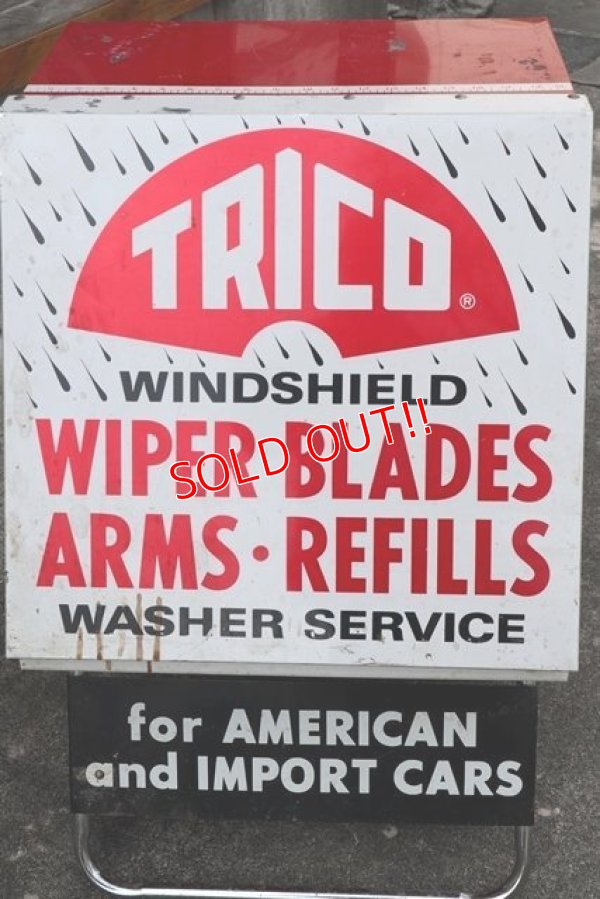 TRICO®
WINDSHIELD
WIPER·BLADES
ARMS·REFILLS
WASHER SERVICE
for AMERICAN
and IMPORT CARS
SOLD OUT!!